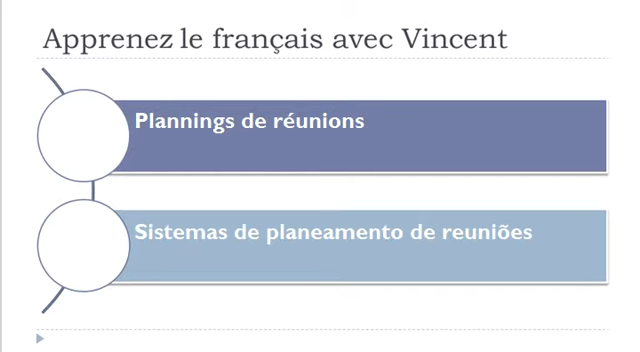 Apprenez le français avec Vincent
Plannings de réunions
Sistemas de planeamento de reuniões